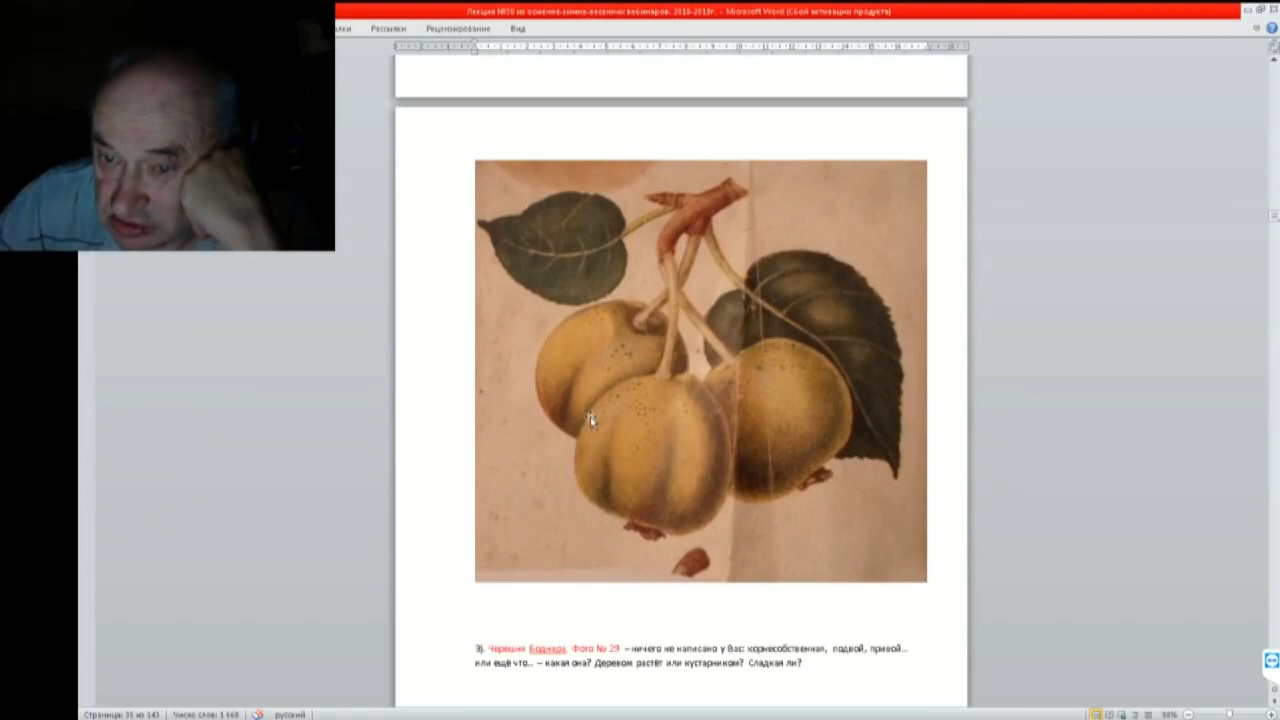 Лекция №30 из осенне-зимне-весенних вебинаров. 2018-2019г. - Microsoft Word (Сбой активации продукта)
Рассылки Рецензирование Вид
3). Черешня Боднара. Фото № 29 – ничего не написано у Вас: корнесобственная, подвой, привой...
или ещё что... – какая она? Деревом растёт или кустарником? Сладкая ли?
Страница: 35 из 143 Число слов: 1 668 русский 98%